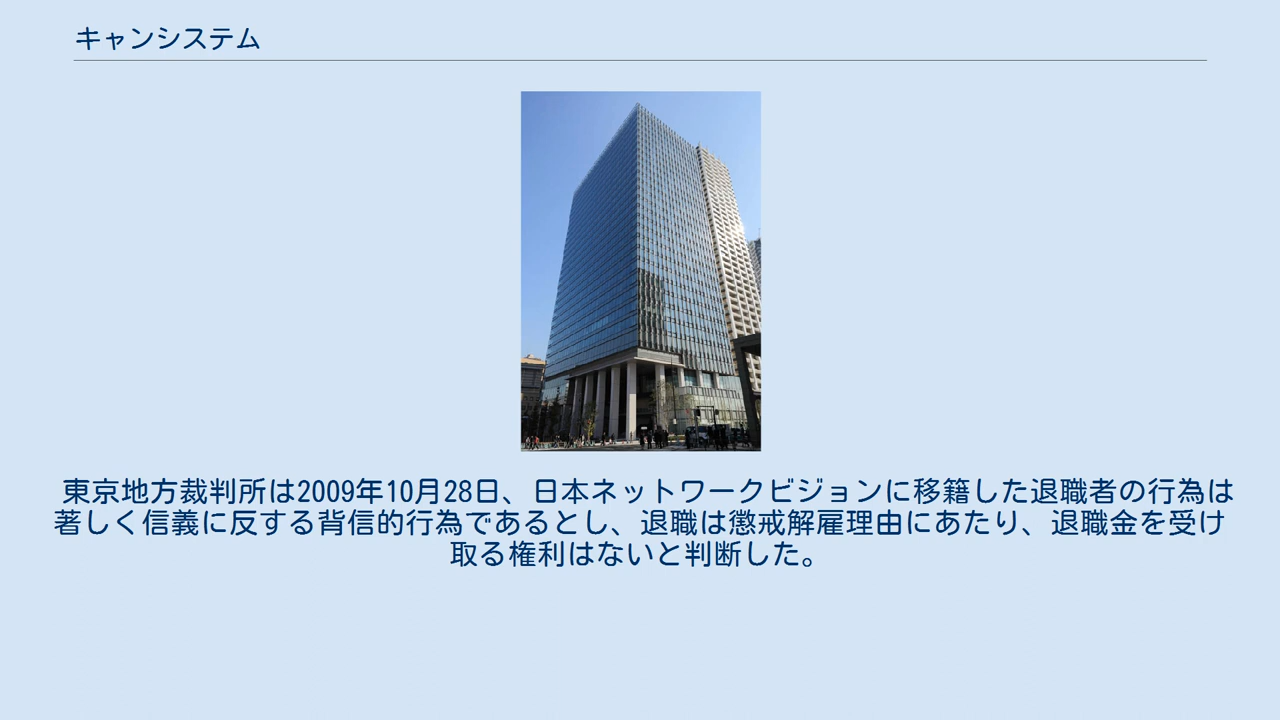 キャンシステム
東京地方裁判所は2009年10月28日、日本ネットワークビジョンに移籍した退職者の行為は
著しく信義に反する背信的行為であるとし、退職は懲戒解雇理由にあたり、退職金を受け
取る権利はないと判断した。